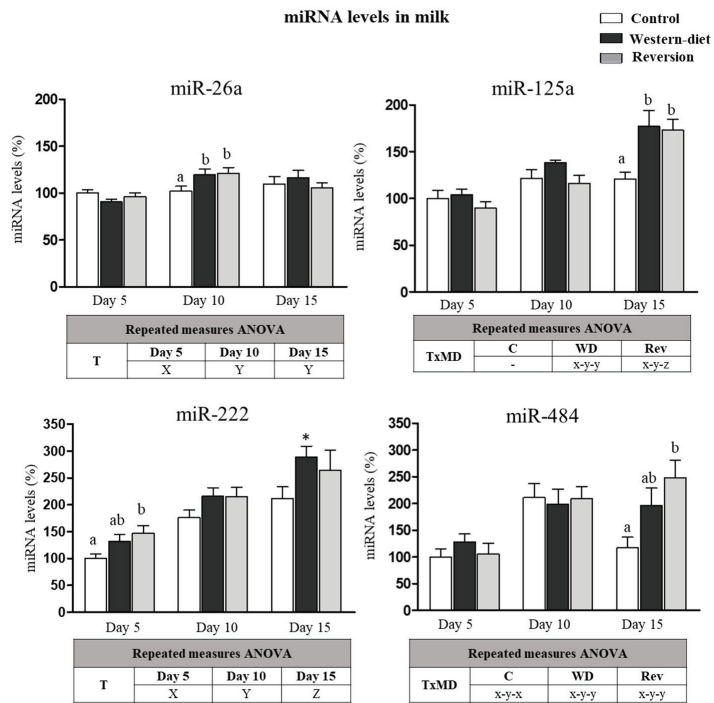 miRNA levels in milk
Control
Western-diet
Reversion
miR-26a
miRNA levels (%)
200
150
100
50
0
a
b
b
Day 5
Day 10
Day 15
Repeated measures ANOVA
T
Day 5
Day 10
Day 15
X
Y
Y
miR-125a
miRNA levels (%)
200
150
100
50
0
a
b
b
Day 5
Day 10
Day 15
Repeated measures ANOVA
TxMD
C
WD
Rev
-
x-y-y
x-y-z
miR-222
miRNA levels (%)
350
300
250
200
150
100
50
0
a
ab
b
*
Day 5
Day 10
Day 15
Repeated measures ANOVA
T
Day 5
Day 10
Day 15
X
Y
Z
miR-484
miRNA levels (%)
350
300
250
200
150
100
50
0
a
ab
b
Day 5
Day 10
Day 15
Repeated measures ANOVA
TxMD
C
WD
Rev
x-y-x
x-y-y
x-y-y